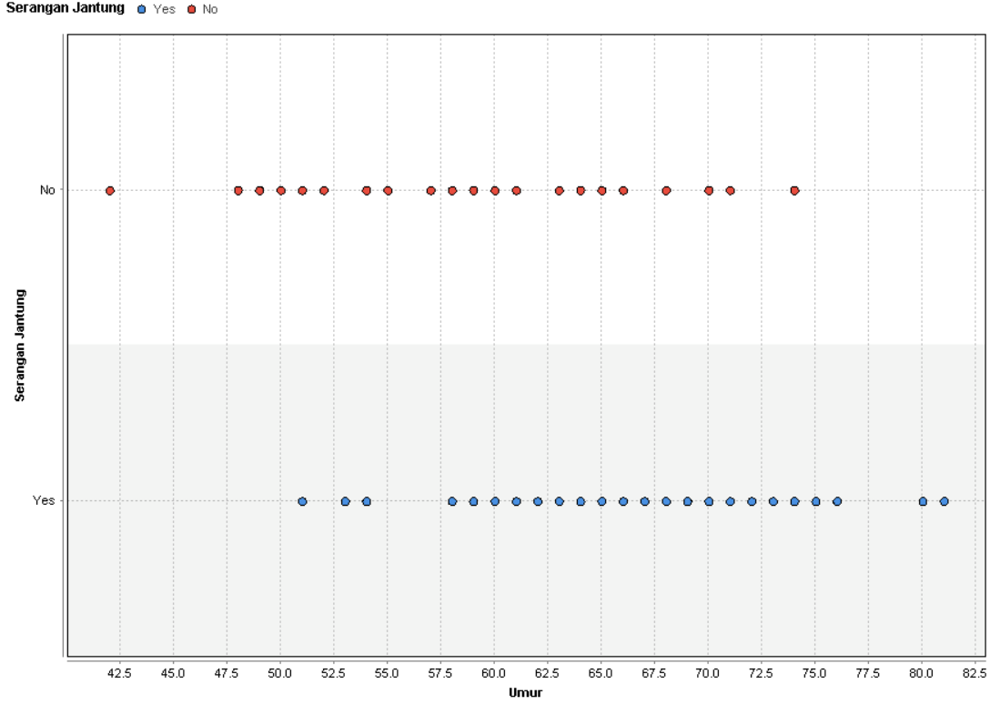 Serangan Jantung Yes No
No
Serangan Jantung
Yes
42.5 45.0 47.5 50.0 52.5 55.0 57.5 60.0 62.5 65.0 67.5 70.0 72.5 75.0 77.5 80.0 82.5
Umur